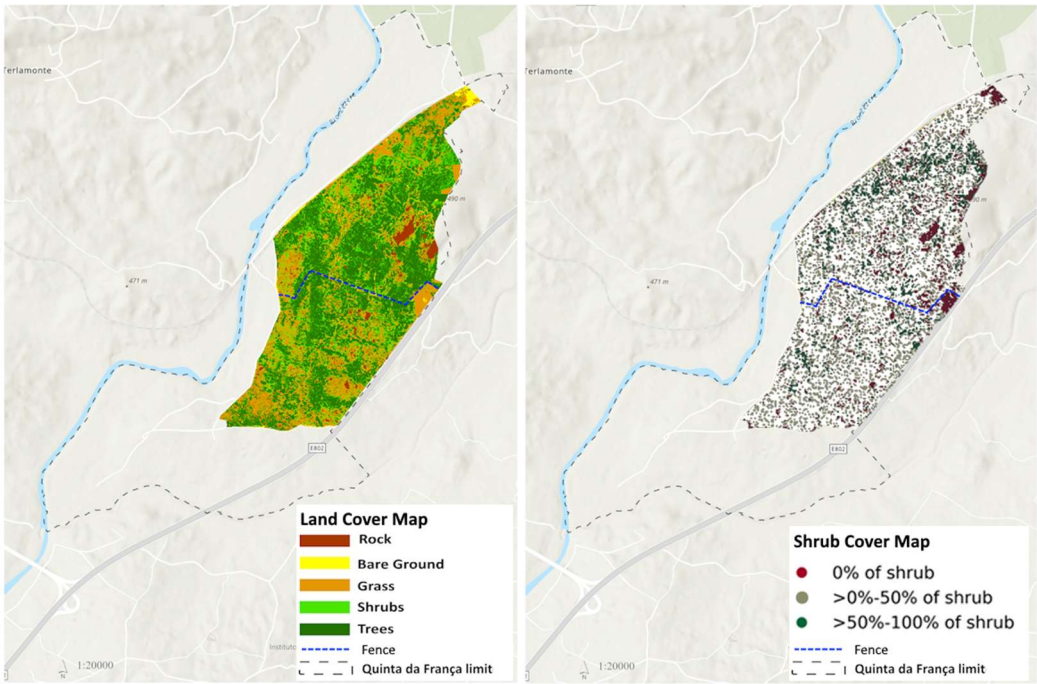 Terlamonte
490 m
471 m
E802
Land Cover Map
Rock
Bare Ground
Grass
Shrubs
Trees
Fence
Quinta da França limit
Instituto
1:20000
N
Terlamonte
471 m
E802
Shrub Cover Map
0% of shrub
>0%-50% of shrub
>50%-100% of shrub
Fence
Quinta da França limit
1:20000
N